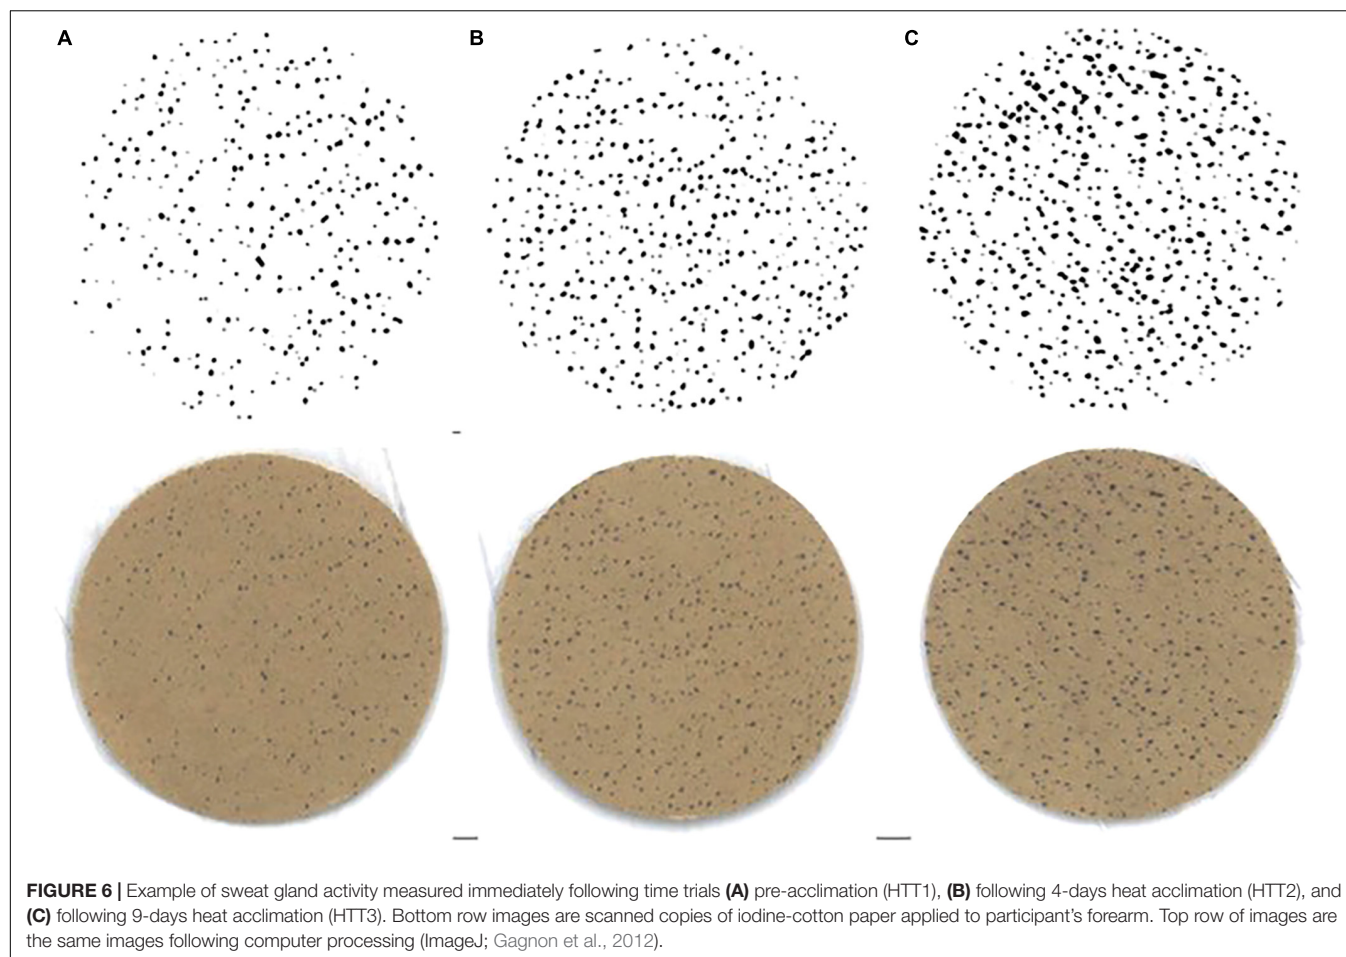 A
B
C
FIGURE 6 | Example of sweat gland activity measured immediately following time trials (A) pre-acclimation (HTT1), (B) following 4-days heat acclimation (HTT2), and
(C) following 9-days heat acclimation (HTT3). Bottom row images are scanned copies of iodine-cotton paper applied to participant's forearm. Top row of images are
the same images following computer processing (ImageJ; Gagnon et al., 2012).